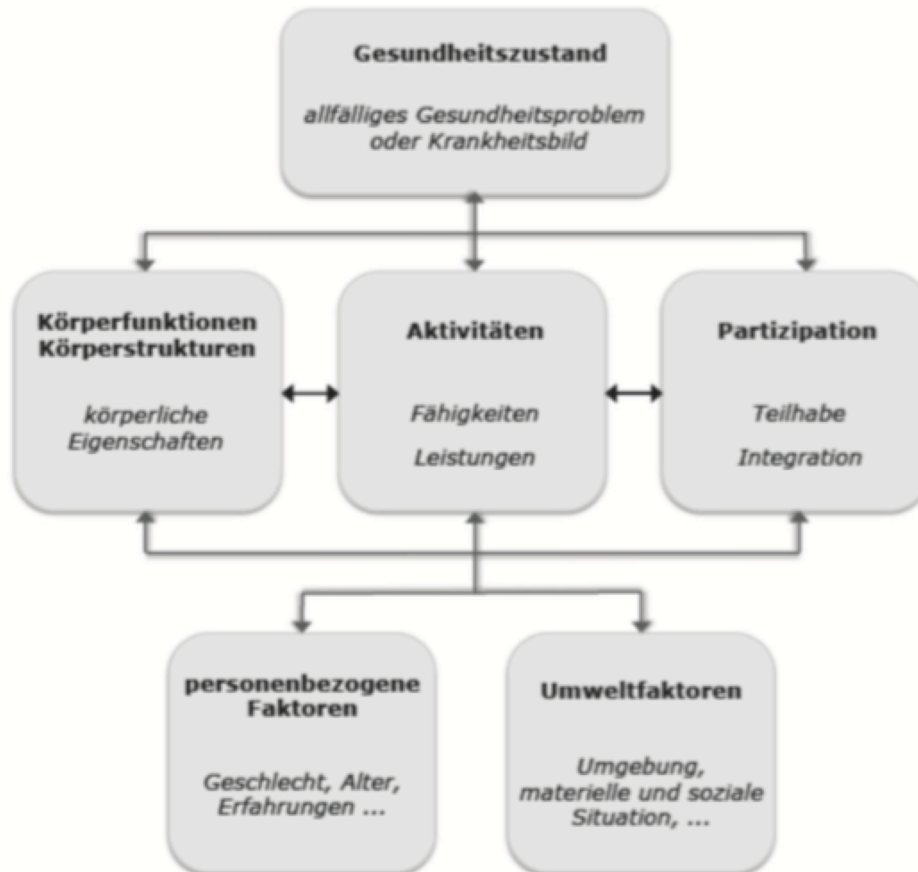 Gesundheitszustand
allfälliges Gesundheitsproblem
oder Krankheitsbild
Körperfunktionen
Körperstrukturen
körperliche
Eigenschaften
Aktivitäten
Fähigkeiten
Leistungen
Partizipation
Teilhabe
Integration
personenbezogene
Faktoren
Geschlecht, Alter,
Erfahrungen ...
Umweltfaktoren
Umgebung,
materielle und soziale
Situation, ...